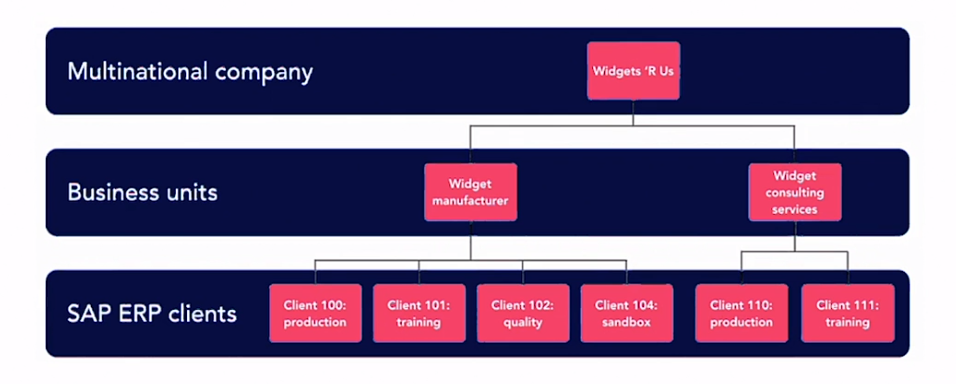 Multinational company
Widgets 'R Us
Business units
Widget
manufacturer
Widget
consulting
services
SAP ERP clients
Client 100:
production
Client 101:
training
Client 102:
quality
Client 104:
sandbox
Client 110:
production
Client 111:
training